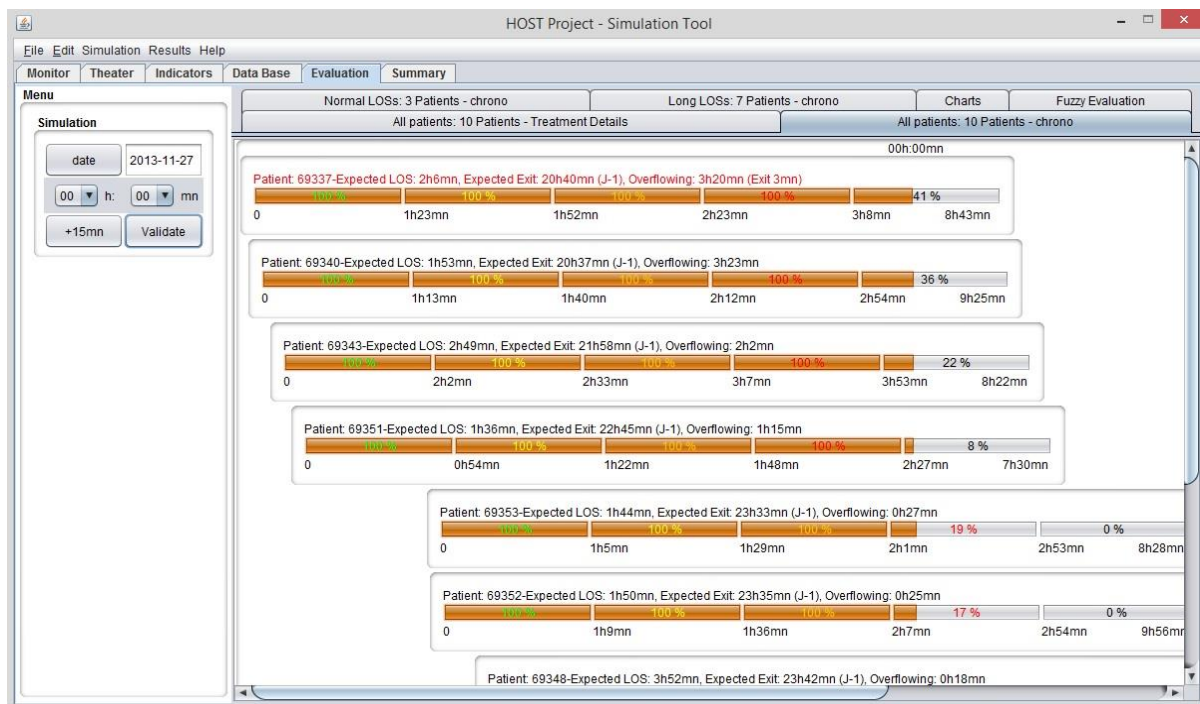 HOST Project - Simulation Tool
File Edit Simulation Results Help
Monitor Theater Indicators Data Base Evaluation Summary
Menu
Simulation
date 2013-11-27
00 h: 00 mn
+15mn Validate
Normal LOSs: 3 Patients - chrono Long LOSs: 7 Patients - chrono Charts Fuzzy Evaluation
All patients: 10 Patients - Treatment Details All patients: 10 Patients - chrono
00h:00mn
Patient: 69337-Expected LOS: 2h6mn, Expected Exit: 20h40mn (J-1), Overflowing: 3h20mn (Exit 3mn)
100 % 100 % 100 % 100 % 41 %
0 1h23mn 1h52mn 2h23mn 3h8mn 8h43mn
Patient: 69340-Expected LOS: 1h53mn, Expected Exit: 20h37mn (J-1), Overflowing: 3h23mn
100 % 100 % 100 % 100 % 36 %
0 1h13mn 1h40mn 2h12mn 2h54mn 9h25mn
Patient: 69343-Expected LOS: 2h49mn, Expected Exit: 21h58mn (J-1), Overflowing: 2h2mn
100 % 100 % 100 % 100 % 22 %
0 2h2mn 2h33mn 3h7mn 3h53mn 8h22mn
Patient: 69351-Expected LOS: 1h36mn, Expected Exit: 22h45mn (J-1), Overflowing: 1h15mn
100 % 100 % 100 % 100 % 8 %
0 0h54mn 1h22mn 1h48mn 2h27mn 7h30mn
Patient: 69353-Expected LOS: 1h44mn, Expected Exit: 23h33mn (J-1), Overflowing: 0h27mn
100 % 100 % 100 % 19 % 0 %
0 1h5mn 1h29mn 2h1mn 2h53mn 8h28mn
Patient: 69352-Expected LOS: 1h50mn, Expected Exit: 23h35mn (J-1), Overflowing: 0h25mn
100 % 100 % 100 % 17 % 0 %
0 1h9mn 1h36mn 2h7mn 2h54mn 9h56mn
Patient: 69348-Expected LOS: 3h52mn, Expected Exit: 23h42mn (J-1), Overflowing: 0h18mn